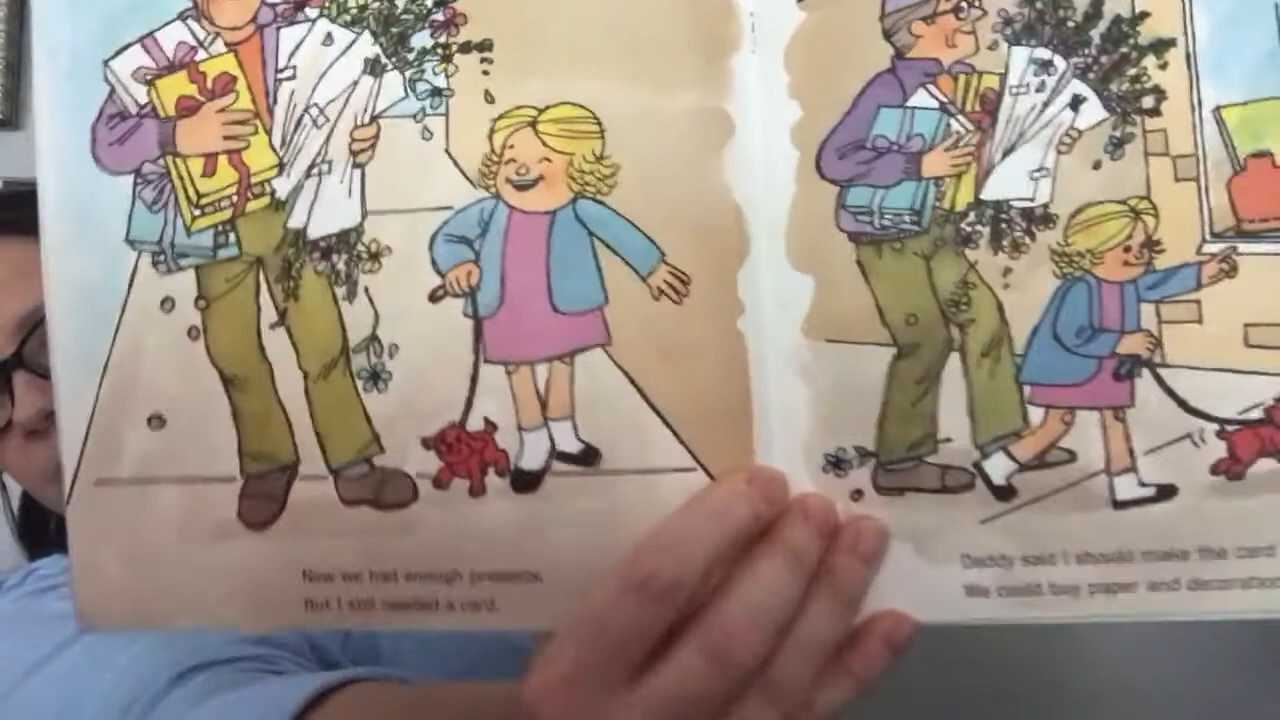 Now we had enough presents.
But I still needed a card.
Daddy said I should make the card
We could buy paper and decoration